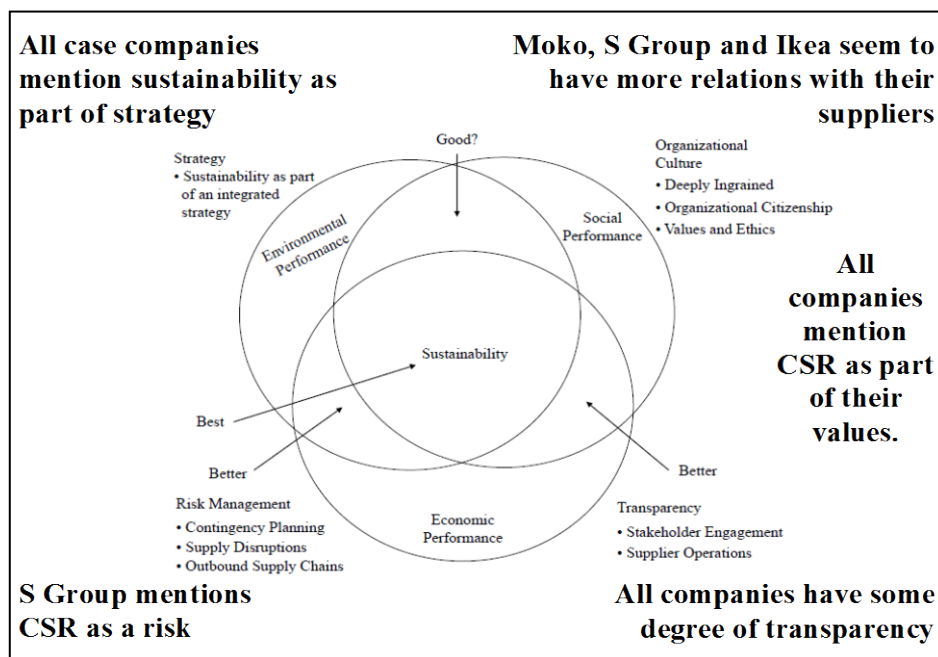 All case companies
mention sustainability as
part of strategy
Moko, S Group and Ikea seem to
have more relations with their
suppliers
Good?
Strategy
• Sustainability as part
of an integrated
strategy
Organizational
Culture
• Deeply Ingrained
• Organizational Citizenship
• Values and Ethics
Environmental
Performance
Social
Performance
All
companies
mention
CSR as part
of their
values.
Sustainability
Best
Better
Better
Risk Management
• Contingency Planning
• Supply Disruptions
• Outbound Supply Chains
Economic
Performance
Transparency
• Stakeholder Engagement
• Supplier Operations
S Group mentions
CSR as a risk
All companies have some
degree of transparency